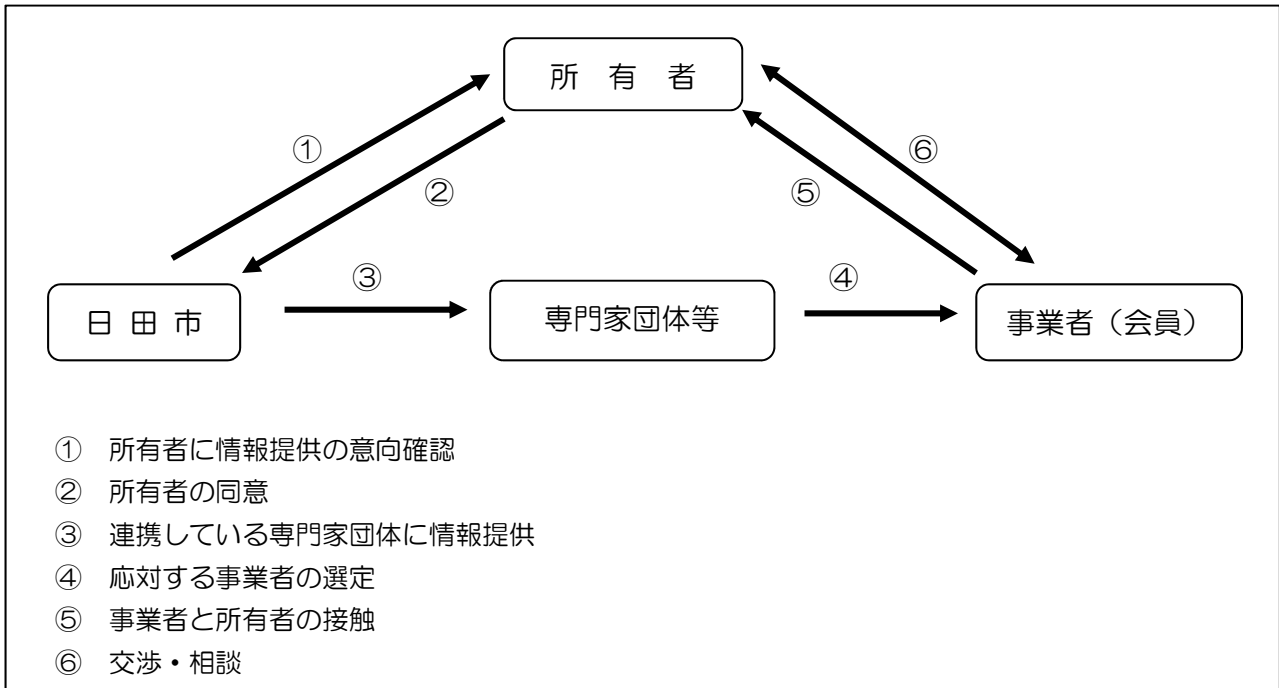 所 有 者
①
②
⑥
⑤
③
④
日 田 市
専門家団体等
事業者（会員）
① 所有者に情報提供の意向確認
② 所有者の同意
③ 連携している専門家団体に情報提供
④ 応対する事業者の選定
⑤ 事業者と所有者の接触
⑥ 交渉・相談